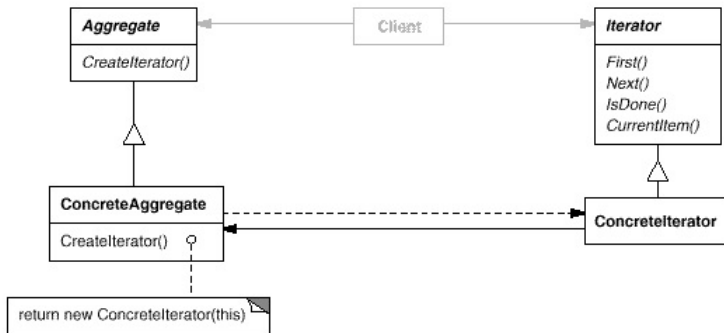 Aggregate
Client
Iterator
CreateIterator()
First()
Next()
IsDone()
CurrentItem()
ConcreteAggregate
ConcreteIterator
CreateIterator()
return new ConcreteIterator(this)